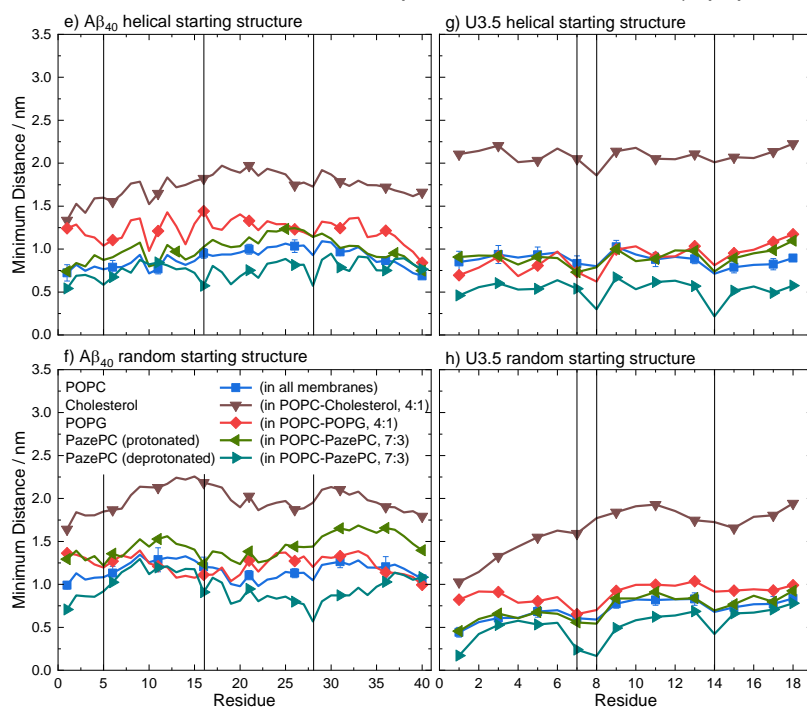 e) Aβ40 helical starting structure
g) U3.5 helical starting structure
3.5
3.0
2.5
2.0
1.5
1.0
0.5
0.0
Minimum Distance / nm
f) Aβ40 random starting structure
h) U3.5 random starting structure
POPC (in all membranes)
Cholesterol (in POPC-Cholesterol, 4:1)
POPG (in POPC-POPG, 4:1)
PazePC (protonated) (in POPC-PazePC, 7:3)
PazePC (deprotonated) (in POPC-PazePC, 7:3)
3.5
3.0
2.5
2.0
1.5
1.0
0.5
0.0
Minimum Distance / nm
0 5 10 15 20 25 30 35 40
0 2 4 6 8 10 12 14 16 18
Residue
Residue